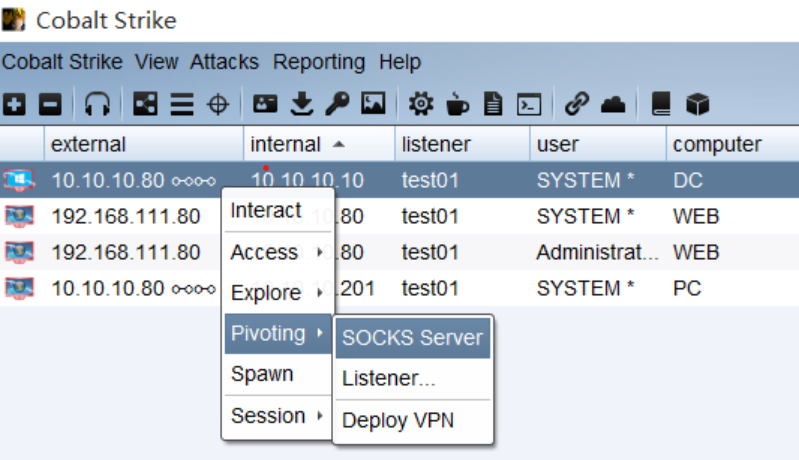 Cobalt Strike
Cobalt Strike View Attacks Reporting Help
external internal listener user computer
10.10.10.80 10.10.10.10 test01 SYSTEM * DC
192.168.111.80 .80 test01 SYSTEM * WEB
192.168.111.80 .80 test01 Administrat... WEB
10.10.10.80 .201 test01 SYSTEM * PC
Interact
Access
Explore
Pivoting
Spawn
Session
SOCKS Server
Listener...
Deploy VPN